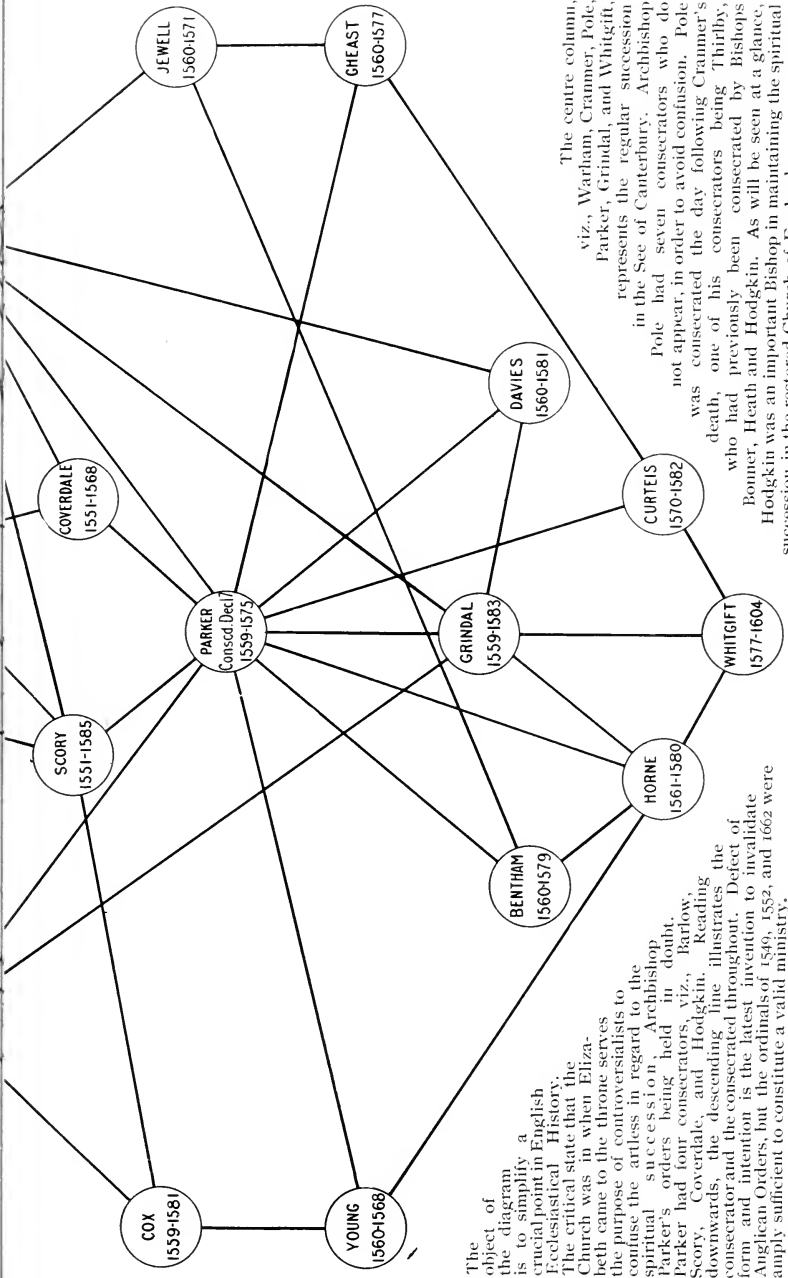 COX
1559-1581
SCORY
1551-1585
COVERDALE
1551-1568
JEWELL
1560-1571
PARKER
Conscd. Dec 17
1559-1575
YOUNG
1560-1568
GHEAST
1560-1577
BENTHAM
1560-1579
GRINDAL
1559-1583
DAVIES
1560-1581
HORNE
1561-1580
CURTEIS
1570-1582
WHITGIFT
1577-1604
The
object of
the diagram
is to simplify a
crucial point in English
Ecclesiastical History.
The critical state that the
Church was in when Eliza-
beth came to the throne serves
the purpose of controversialists to
confuse the artless in regard to the
spiritual succession, Archbishop
Parker's orders being held in doubt.
Parker had four consecrators, viz., Barlow,
Scory, Coverdale, and Hodgkin. Reading
downwards, the descending line illustrates the
consecrator and the consecrated throughout. Defect of
form and intention is the latest invention to invalidate
Anglican Orders, but the ordinals of 1549, 1552, and 1662 were
amply sufficient to constitute a valid ministry.
The centre column,
viz., Warham, Cranmer, Pole,
Parker, Grindal, and Whitgift,
represents the regular succession
in the See of Canterbury. Archbishop
Pole had seven consecrators who do
not appear, in order to avoid confusion. Pole
was consecrated the day following Cranmer's
death, one of his consecrators being Thirlby,
who had previously been consecrated by Bishops
Bonner, Heath and Hodgkin. As will be seen at a glance,
Hodgkin was an important Bishop in maintaining the spiritual
succession in the restored Church of